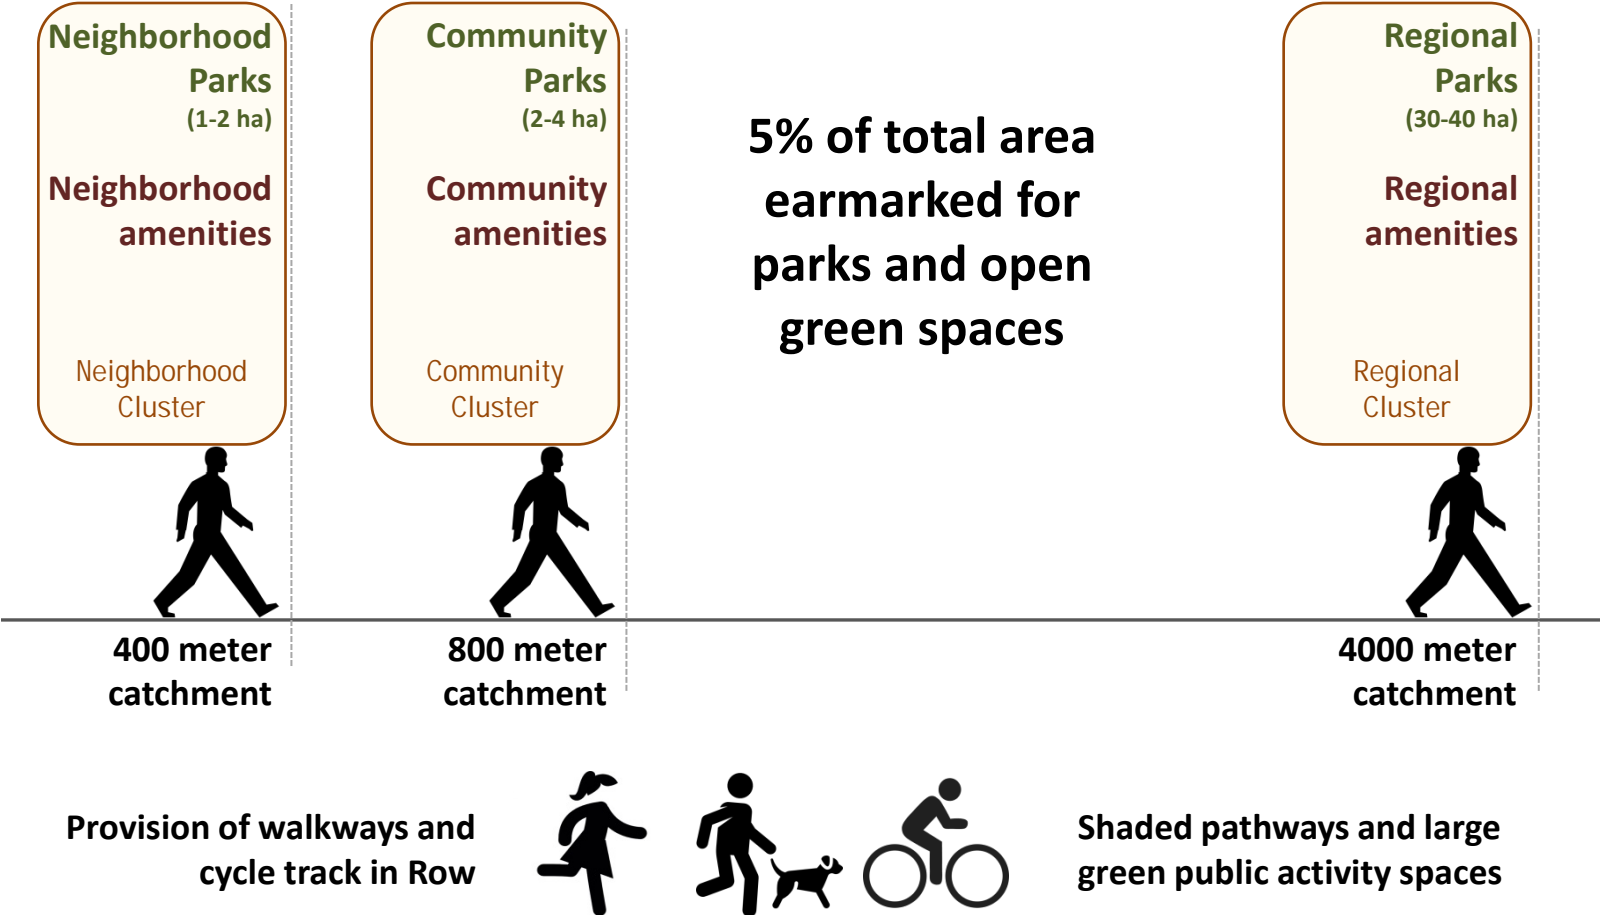 Neighborhood
Parks
(1-2 ha)
Neighborhood
amenities
Neighborhood
Cluster
Community
Parks
(2-4 ha)
Community
amenities
Community
Cluster
5% of total area
earmarked for
parks and open
green spaces
Regional
Parks
(30-40 ha)
Regional
amenities
Regional
Cluster
400 meter
catchment
800 meter
catchment
4000 meter
catchment
Provision of walkways and
cycle track in Row
Shaded pathways and large
green public activity spaces